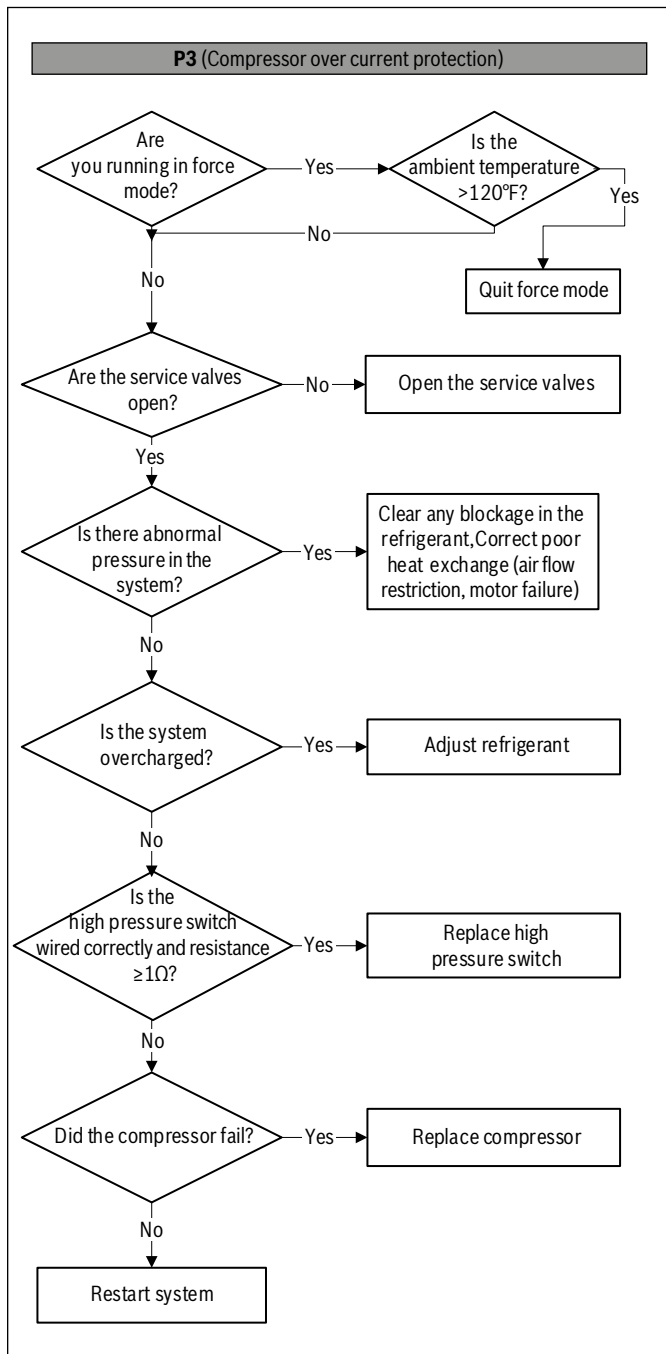 P3 (Compressor over current protection)
Are
you running in force
mode?
Yes
Is the
ambient temperature
>120°F?
Yes
No
No
Quit force mode
Are the service valves
open?
No
Open the service valves
Yes
Is there abnormal
pressure in the
system?
Yes
Clear any blockage in the
refrigerant,Correct poor
heat exchange (air flow
restriction, motor failure)
No
Is the system
overcharged?
Yes
Adjust refrigerant
No
Is the
high pressure switch
wired correctly and resistance
≥1Ω?
Yes
Replace high
pressure switch
No
Did the compressor fail?
Yes
Replace compressor
No
Restart system